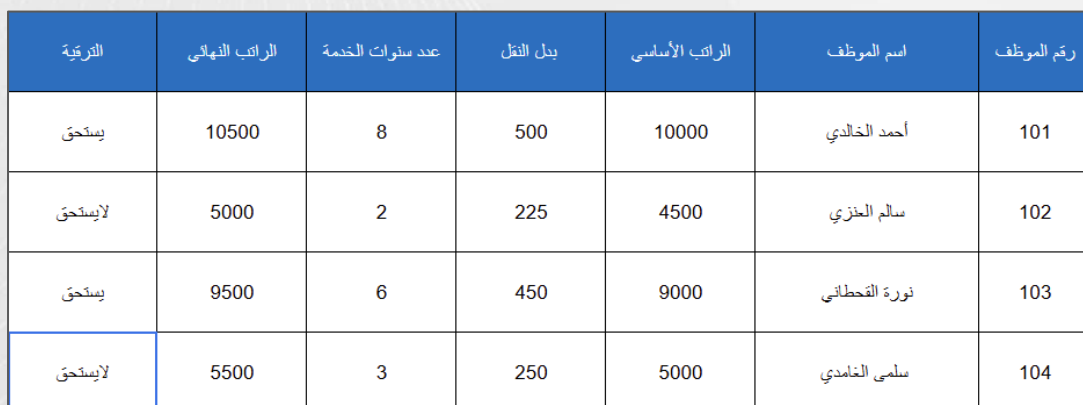 رقم الموظف اسم الموظف الراتب الأساسي بدل النقل عدد سنوات الخدمة الراتب النهائي الترقية
101 أحمد الخالدي 10000 500 8 10500 يستحق
102 سالم العنزي 4500 225 2 5000 لايستحق
103 نورة القحطاني 9000 450 6 9500 يستحق
104 سلمى الغامدي 5000 250 3 5500 لايستحق